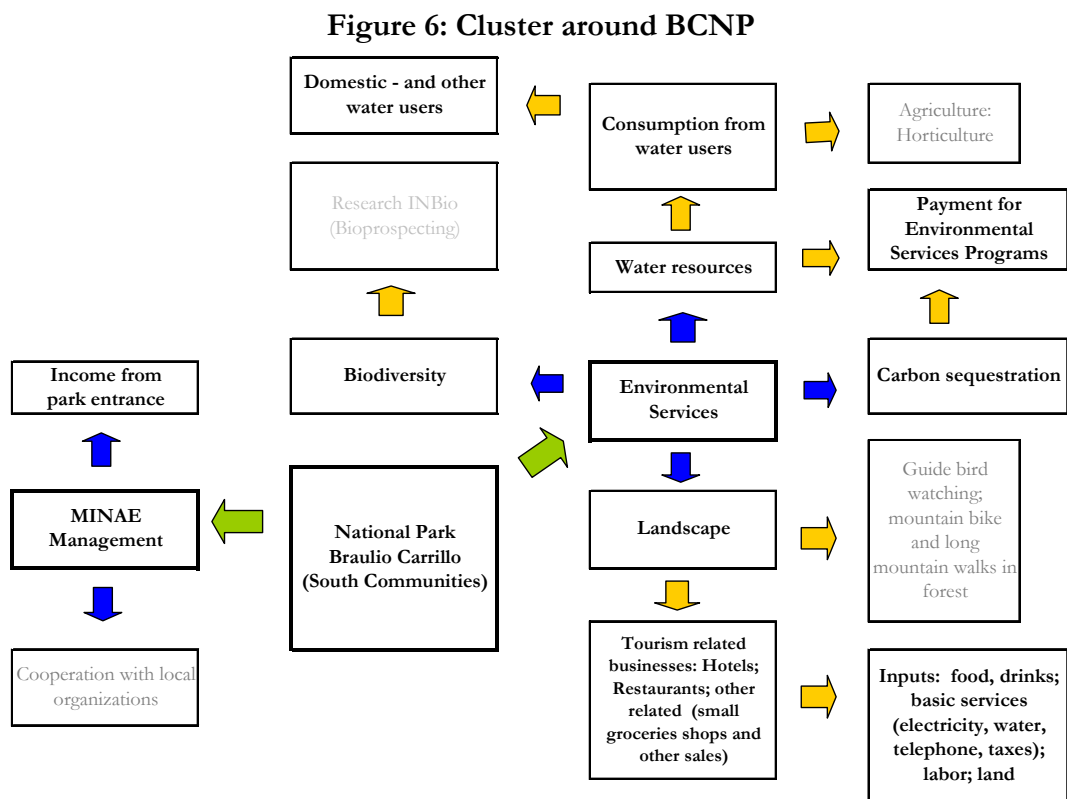 Figure 6: Cluster around BCNP
Domestic - and other
water users
Consumption from
water users
Agriculture:
Horticulture
Research INBio
(Bioprospecting)
Water resources
Payment for
Environmental
Services Programs
Income from
park entrance
Biodiversity
Environmental
Services
Carbon sequestration
MINAE
Management
National Park
Braulio Carrillo
(South Communities)
Landscape
Guide bird
watching;
mountain bike
and long
mountain walks in
forest
Cooperation with local
organizations
Tourism related
businesses: Hotels;
Restaurants; other
related (small
groceries shops and
other sales)
Inputs: food, drinks;
basic services
(electricity, water,
telephone, taxes);
labor; land